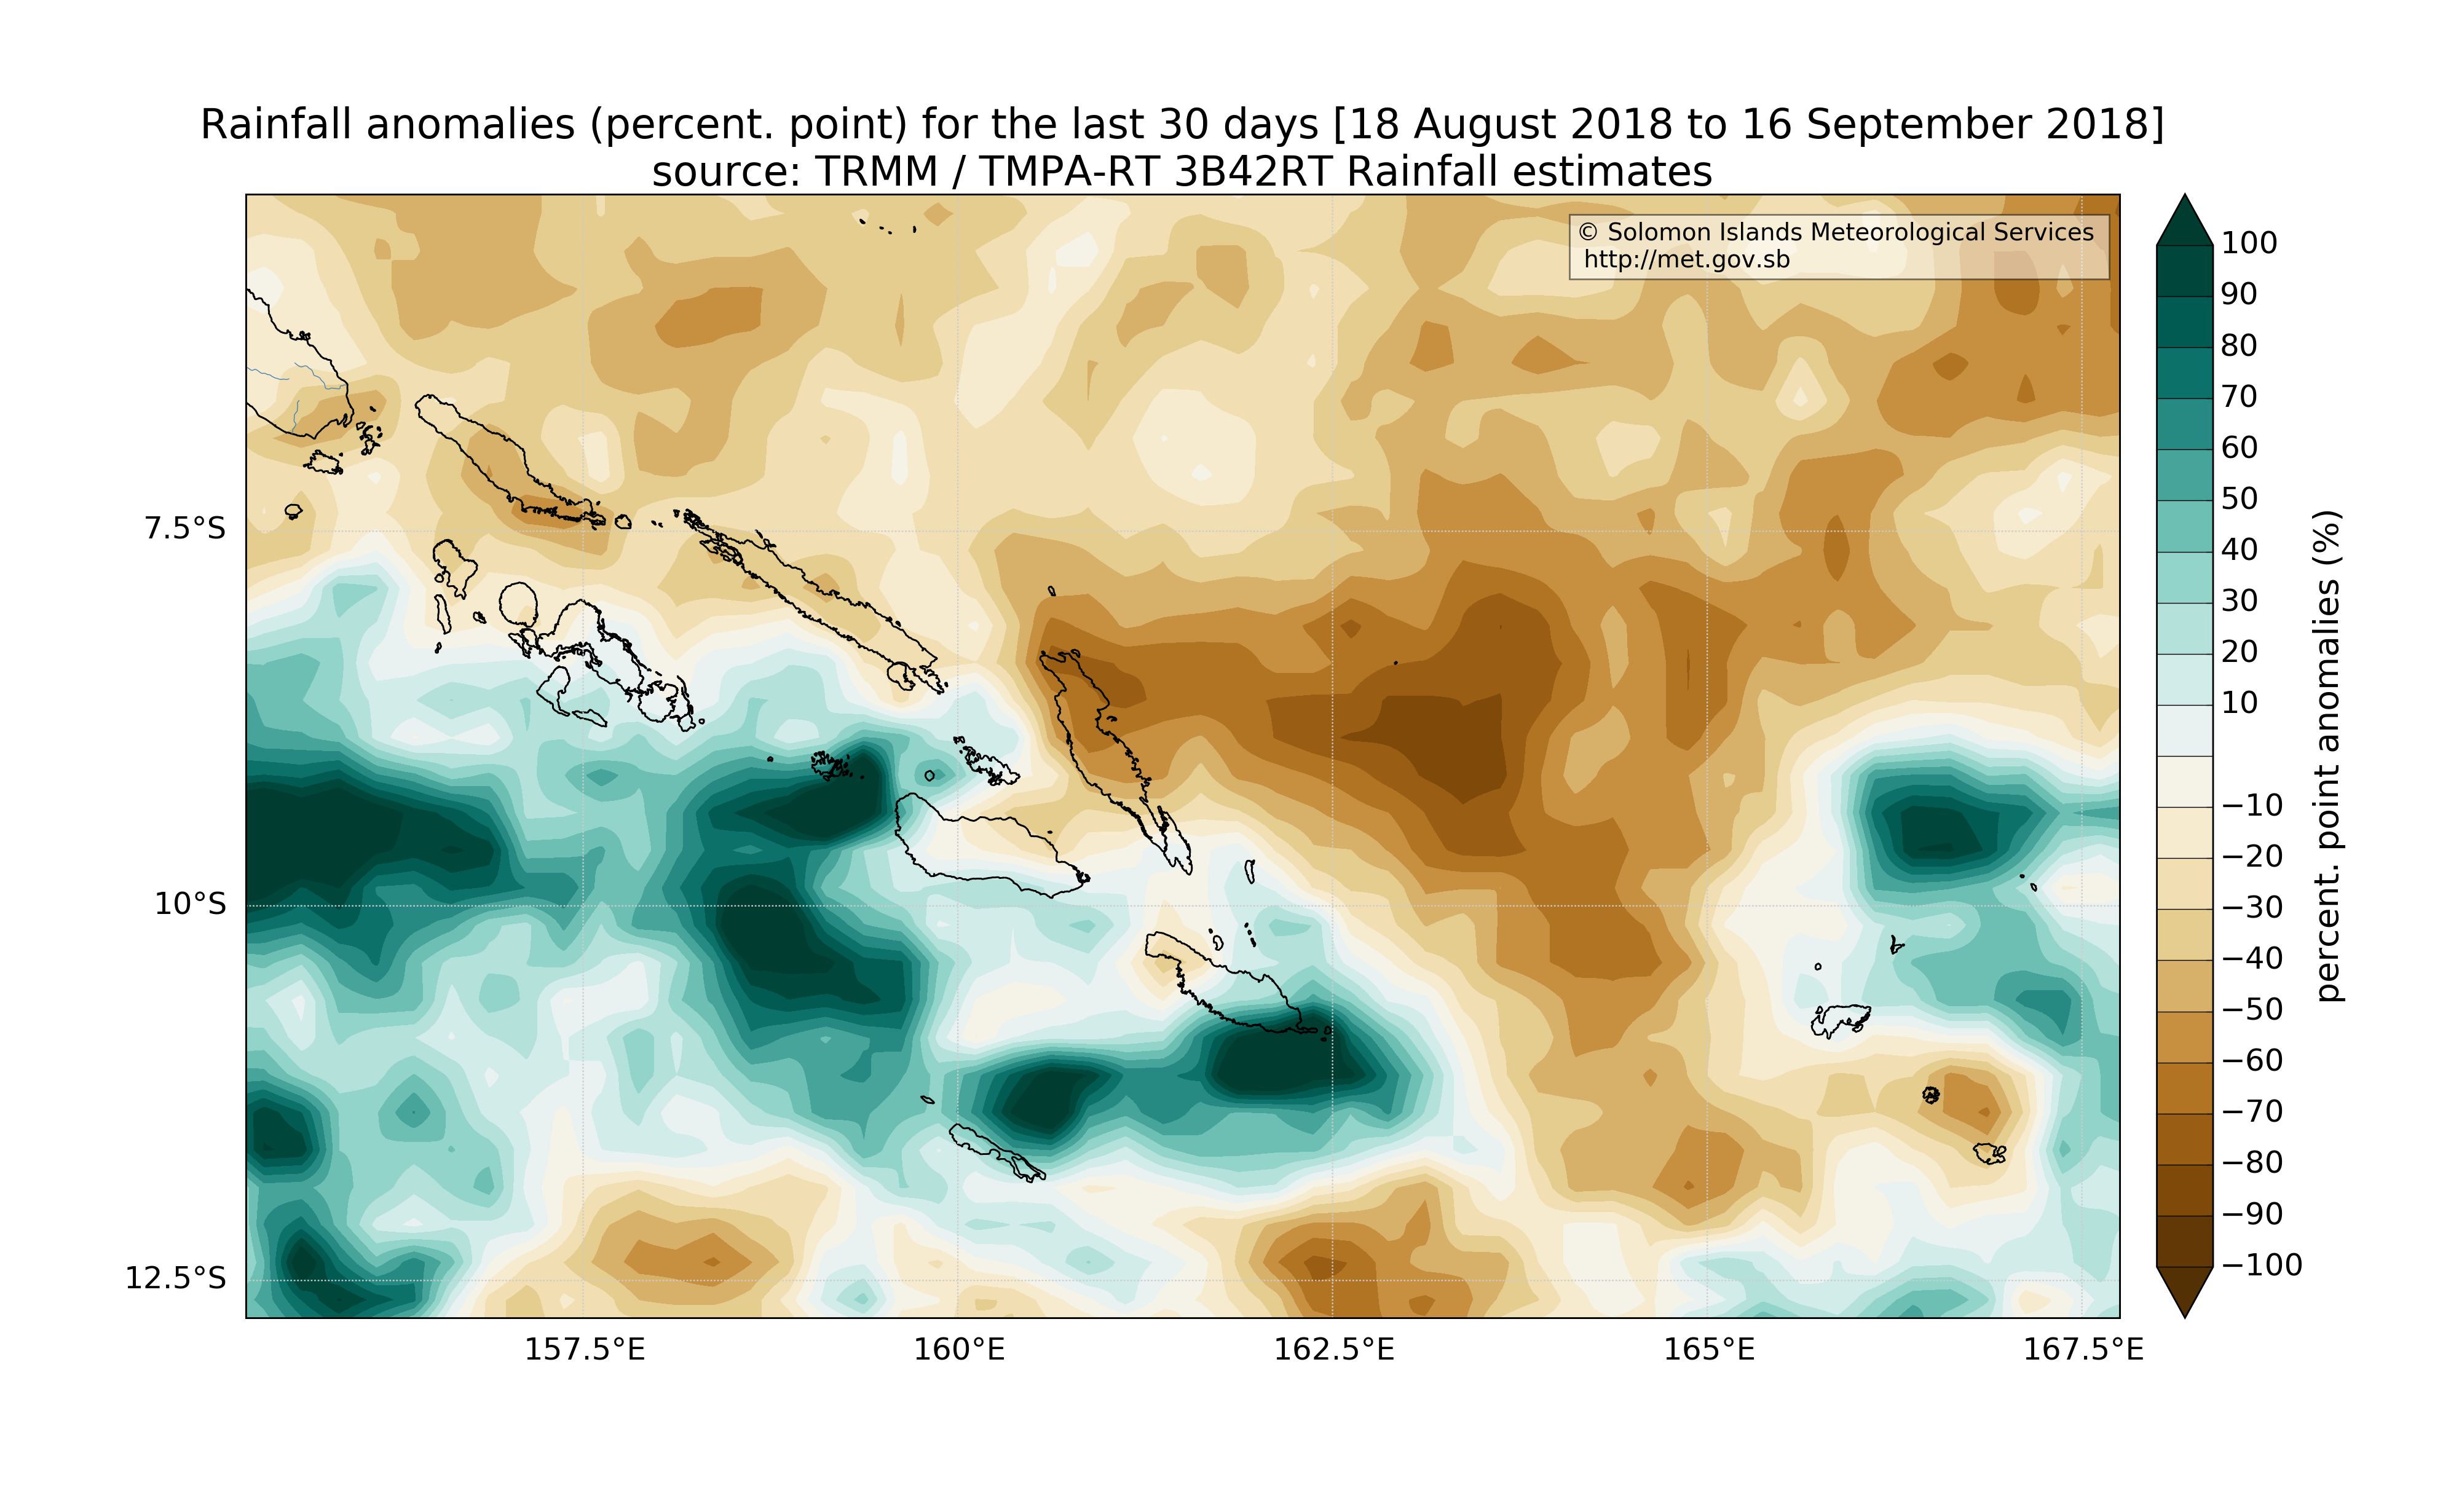 Rainfall anomalies (percent. point) for the last 30 days [18 August 2018 to 16 September 2018]
source: TRMM / TMPA-RT 3B42RT Rainfall estimates
© Solomon Islands Meteorological Services
http://met.gov.sb
7.5°S
10°S
12.5°S
157.5°E
160°E
162.5°E
165°E
167.5°E
100
90
80
70
60
50
40
30
20
10
−10
−20
−30
−40
−50
−60
−70
−80
−90
−100
percent. point anomalies (%)